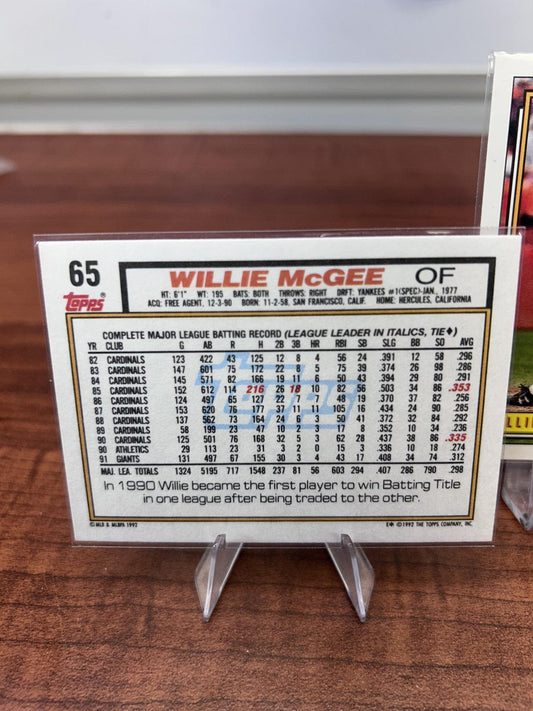 65
WILLIE McGEE OF
Topps
HT: 6'1" WT: 195 BATS: BOTH THROWS: RIGHT DRFT: YANKEES #1(SPEC)-JAN., 1977
ACQ: FREE AGENT, 12-3-90 BORN: 11-2-58, SAN FRANCISCO, CALIF. HOME: HERCULES, CALIFORNIA
COMPLETE MAJOR LEAGUE BATTING RECORD (LEAGUE LEADER IN ITALICS, TIE♦)
YR CLUB G AB R H 2B 3B HR RBI SB SLG BB SO AVG
82 CARDINALS 123 422 43 125 12 8 4 56 24 .391 12 58 .296
83 CARDINALS 147 601 75 172 22 8 5 75 39 .374 26 98 .286
84 CARDINALS 145 571 82 166 19 11 6 50 43 .394 29 80 .291
85 CARDINALS 152 612 114 216 26 18 10 82 56 .503 34 86 .353
86 CARDINALS 124 497 65 127 22 7 7 48 19 .370 37 82 .256
87 CARDINALS 153 620 76 177 37 11 11 105 16 .434 24 90 .285
88 CARDINALS 137 562 73 164 24 6 3 50 41 .372 32 84 .292
89 CARDINALS 58 199 23 47 10 2 3 17 8 .352 10 34 .236
90 CARDINALS 125 501 76 168 32 5 3 62 28 .437 38 86 .335
90 ATHLETICS 29 113 23 31 3 2 0 15 3 .336 10 18 .274
91 GIANTS 131 497 67 155 30 3 4 43 17 .408 34 74 .312
MAJ. LEA. TOTALS 1324 5195 717 1548 237 81 56 603 294 .407 286 790 .298
In 1990 Willie became the first player to win Batting Title
in one league after being traded to the other.
©MLB & MLBPA 1992 ©1992 THE TOPPS COMPANY, INC.
LLI